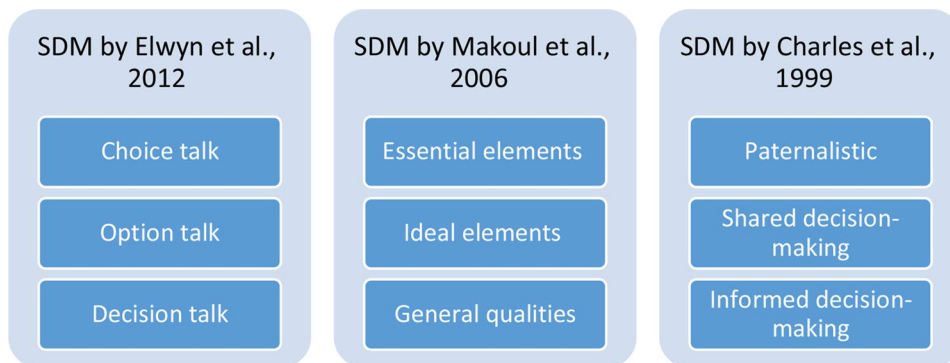 SDM by Elwyn et al.,
2012
Choice talk
Option talk
Decision talk
SDM by Makoul et al.,
2006
Essential elements
Ideal elements
General qualities
SDM by Charles et al.,
1999
Paternalistic
Shared decision-
making
Informed decision-
making